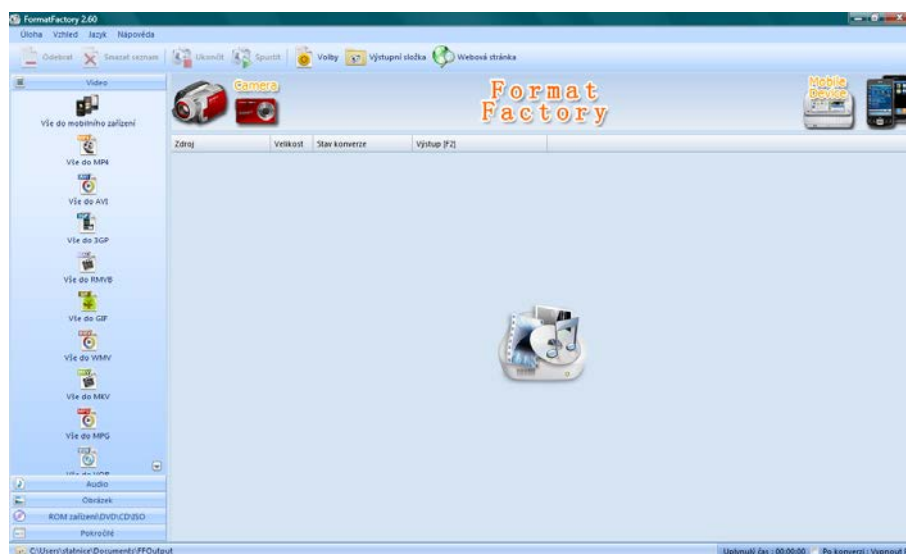 FormatFactory 2.60
Úloha Vzhled Jazyk Nápověda
Odebrat Smazat seznam Ukončit Spustit Volby Výstupní složka Webová stránka
Video
Vše do mobilního zařízení
Vše do MP4
Vše do AVI
Vše do 3GP
Vše do RMVB
Vše do GIF
Vše do WMV
Vše do MKV
Vše do MPG
Audio
Obrázek
ROM zařízení\DVD\CD\ISO
Pokročilé
Camera
Format
Factory
Mobile
Device
Zdroj Velikost Stav konverze Výstup [F2]
C:\Users\statnice\Documents\FFOutput
Uplynulý čas : 00:00:00 Po konverzi : Vypnout